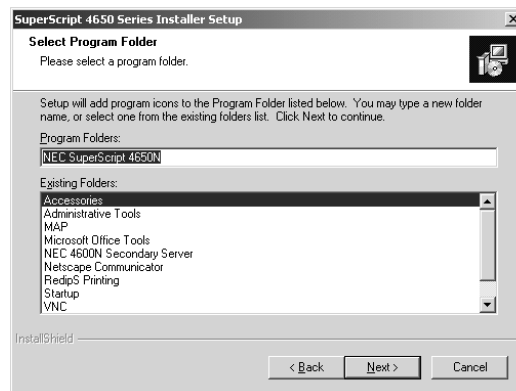 SuperScript 4650 Series Installer Setup
Select Program Folder
Please select a program folder.
Setup will add program icons to the Program Folder listed below. You may type a new folder
name, or select one from the existing folders list. Click Next to continue.
Program Folders:
NEC SuperScript 4650N
Existing Folders:
Accessories
Administrative Tools
MAP
Microsoft Office Tools
NEC 4600N Secondary Server
Netscape Communicator
RedipS Printing
Startup
VNC
InstallShield
< Back
Next >
Cancel